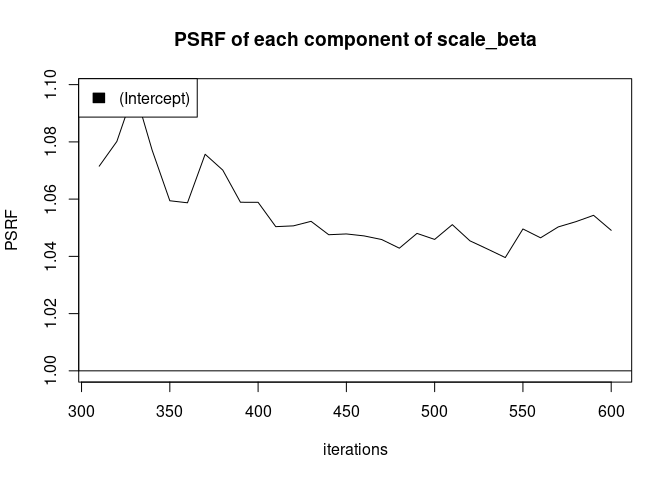 PSRF of each component of scale_beta
(Intercept)
PSRF
1.10
1.08
1.06
1.04
1.02
1.00
300 350 400 450 500 550 600
iterations